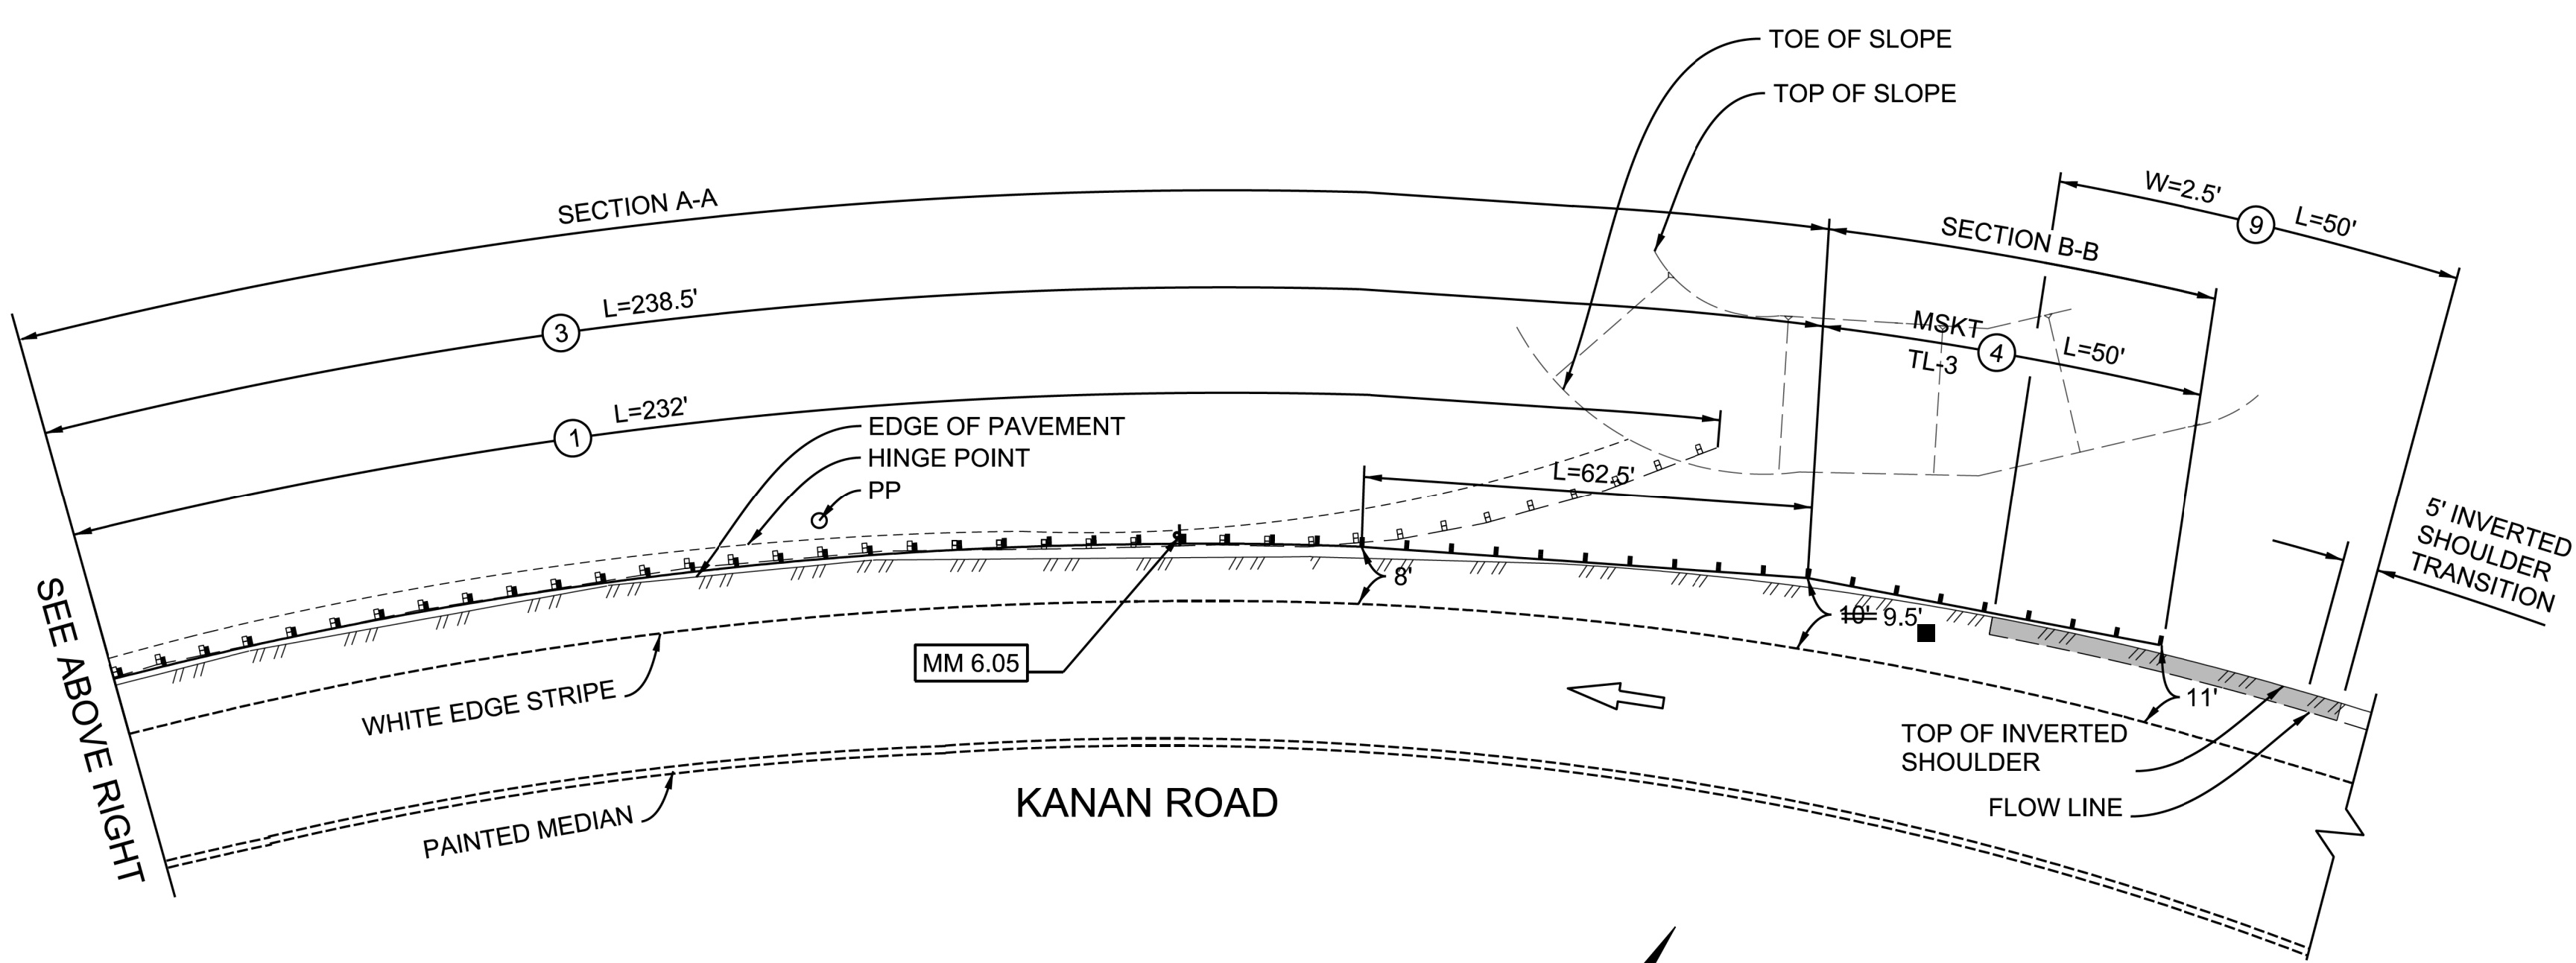 TOE OF SLOPE
TOP OF SLOPE
SECTION A-A
W=2.5'
9
L=50'
SECTION B-B
3
L=238.5'
MSKT
TL-3
4
L=50'
1
L=232'
EDGE OF PAVEMENT
HINGE POINT
PP
L=62.5'
5' INVERTED
SHOULDER
TRANSITION
8'
10' 9.5'
SEE ABOVE RIGHT
MM 6.05
WHITE EDGE STRIPE
11'
TOP OF INVERTED
SHOULDER
FLOW LINE
PAINTED MEDIAN
KANAN ROAD